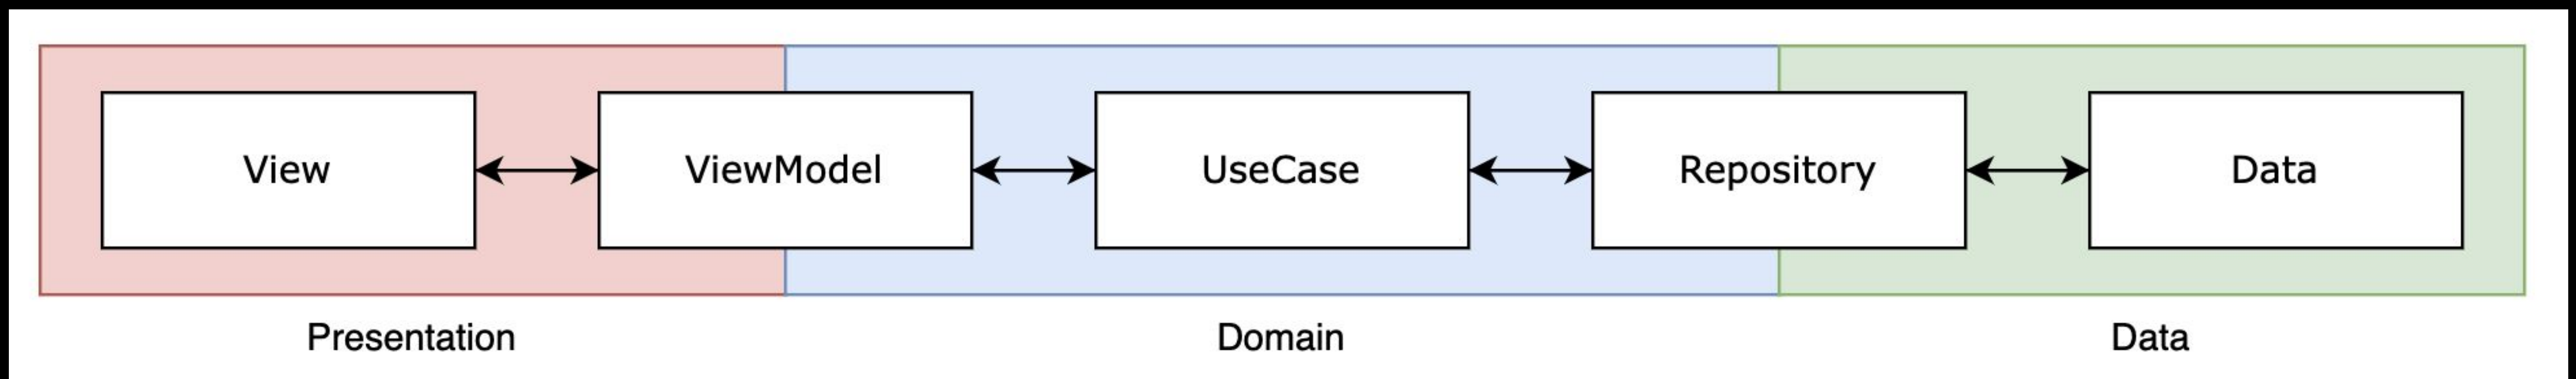 View
ViewModel
UseCase
Repository
Data
Presentation
Domain
Data